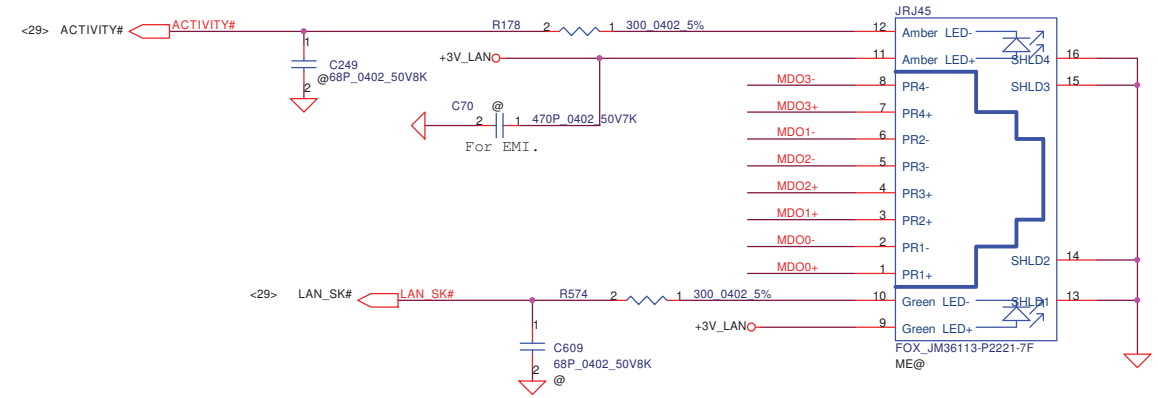 JRJ45
<29> ACTIVITY# ACTIVITY# R178 2 1 300_0402_5% 12 Amber LED-
+3V_LAN 11 Amber LED+ SHLD4 16
1
C249
@68P_0402_50V8K
2
MDO3- 8 PR4- SHLD3 15
C70 @
2 1 470P_0402_50V7K
For EMI.
MDO3+ 7 PR4+
MDO1- 6 PR2-
MDO2- 5 PR3-
MDO2+ 4 PR3+
MDO1+ 3 PR2+
MDO0- 2 PR1-
SHLD2 14
MDO0+ 1 PR1+
<29> LAN_SK# LAN_SK# R574 2 1 300_0402_5% 10 Green LED- SHLD1 13
+3V_LAN 9 Green LED+
1
C609
68P_0402_50V8K
2 @
FOX_JM36113-P2221-7F
ME@